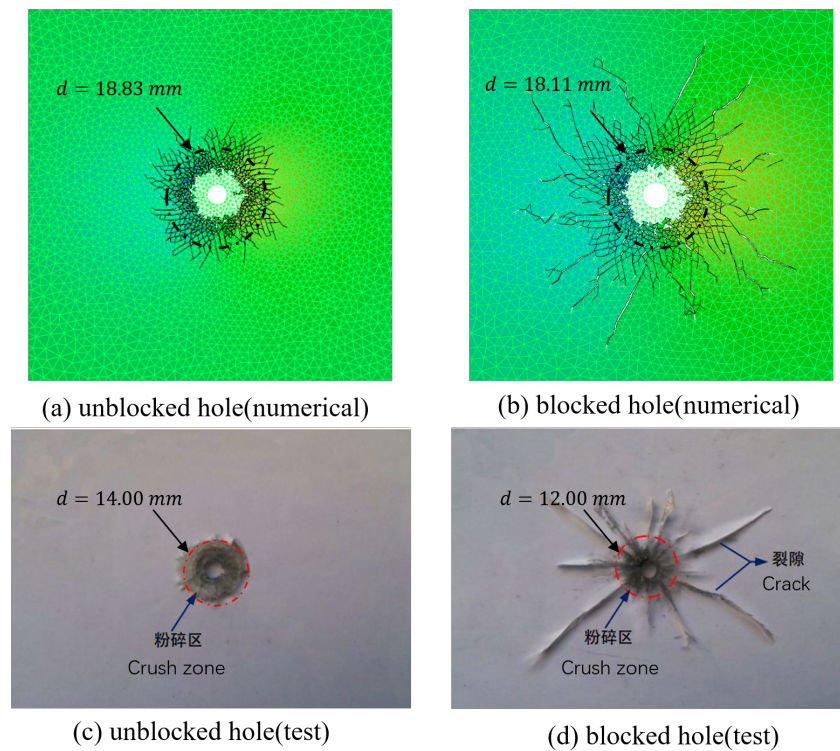 d = 18.83 mm
d = 18.11 mm
(a) unblocked hole(numerical)
(b) blocked hole(numerical)
d = 14.00 mm
粉碎区
Crush zone
d = 12.00 mm
裂隙
Crack
粉碎区
Crush zone
(c) unblocked hole(test)
(d) blocked hole(test)